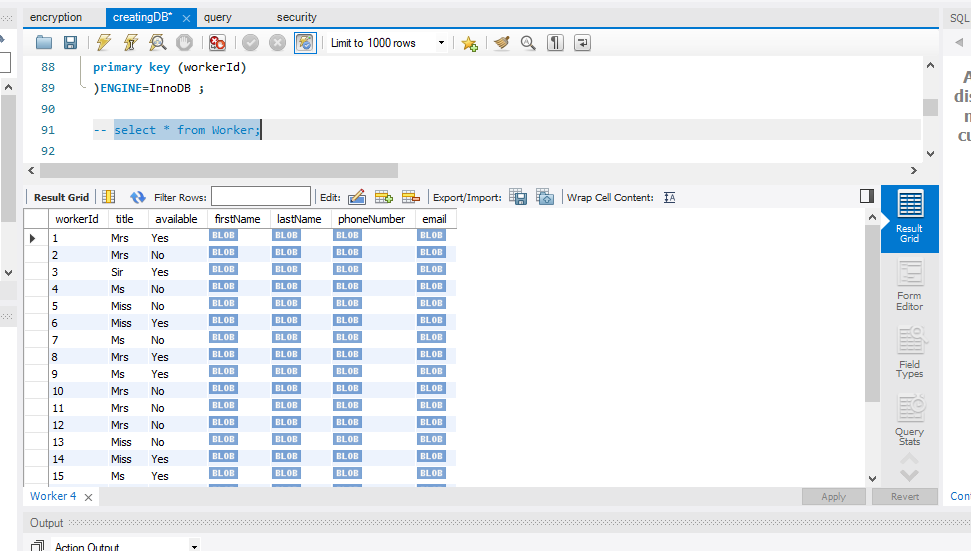 encryption creatingDB* × query security
SQL
Limit to 1000 rows
88 primary key (workerId)
89 )ENGINE=InnoDB ;
90
91 -- select * from Worker;
92
Result Grid Filter Rows: Edit: Export/Import: Wrap Cell Content: IA
workerId title available firstName lastName phoneNumber email
1 Mrs Yes BLOB BLOB BLOB BLOB
2 Mrs No BLOB BLOB BLOB BLOB
3 Sir Yes BLOB BLOB BLOB BLOB
4 Ms No BLOB BLOB BLOB BLOB
5 Miss No BLOB BLOB BLOB BLOB
6 Miss Yes BLOB BLOB BLOB BLOB
7 Ms No BLOB BLOB BLOB BLOB
8 Mrs Yes BLOB BLOB BLOB BLOB
9 Ms Yes BLOB BLOB BLOB BLOB
10 Mrs No BLOB BLOB BLOB BLOB
11 Mrs No BLOB BLOB BLOB BLOB
12 Mrs No BLOB BLOB BLOB BLOB
13 Miss No BLOB BLOB BLOB BLOB
14 Miss Yes BLOB BLOB BLOB BLOB
15 Ms Yes BLOB BLOB BLOB BLOB
Result
Grid
Form
Editor
Field
Types
Query
Stats
Worker 4 × Apply Revert
Output
Action Output